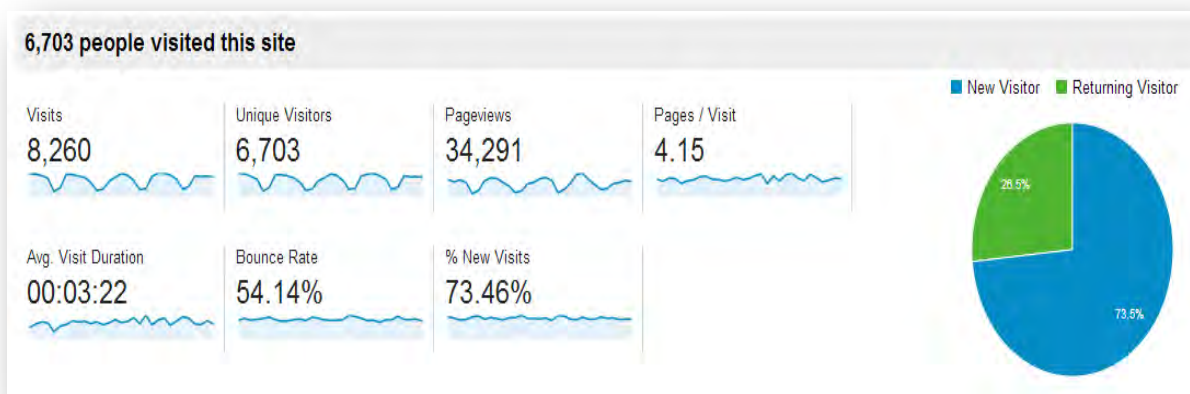 6,703 people visited this site
New Visitor Returning Visitor
Visits Unique Visitors Pageviews Pages / Visit
8,260 6,703 34,291 4.15
26.5%
Avg. Visit Duration Bounce Rate % New Visits
00:03:22 54.14% 73.46%
73.5%